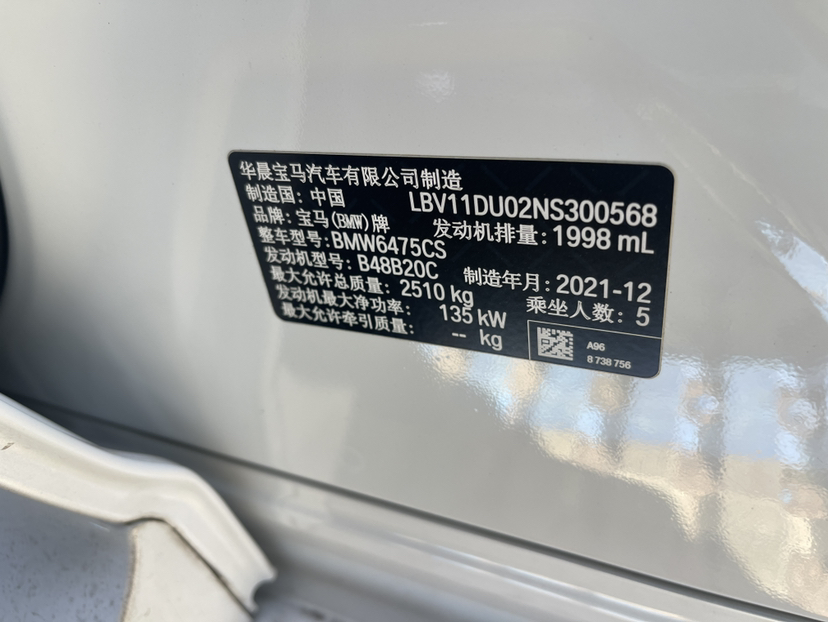 华晨宝马汽车有限公司制造
制造国: 中国 LBV11DU02NS300568
品牌: 宝马(BMW)牌 发动机排量: 1998 mL
整车型号: BMW6475CS
发动机型号: B48B20C 制造年月: 2021-12
最大允许总质量: 2510 kg 乘坐人数: 5
发动机最大净功率: 135 kW
最大允许牵引质量: -- kg
A96
8 738 756